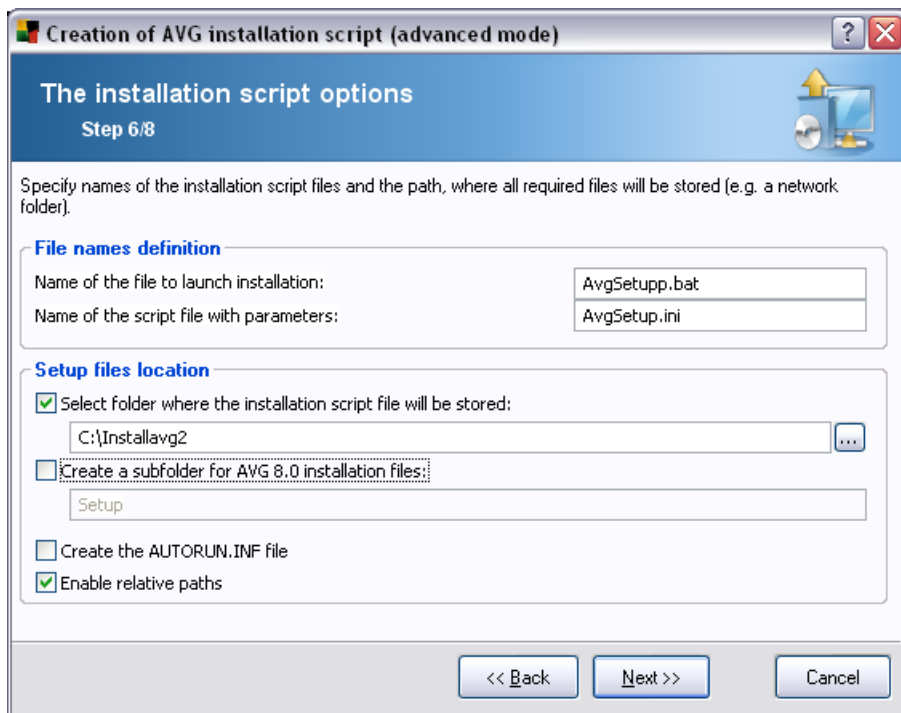 Creation of AVG installation script (advanced mode)
The installation script options
Step 6/8
Specify names of the installation script files and the path, where all required files will be stored (e.g. a network
folder).
File names definition
Name of the file to launch installation:
AvgSetupp.bat
Name of the script file with parameters:
AvgSetup.ini
Setup files location
Select folder where the installation script file will be stored:
C:\Installavg2
...
Create a subfolder for AVG 8.0 installation files:
Setup
Create the AUTORUN.INF file
Enable relative paths
<< Back
Next >>
Cancel